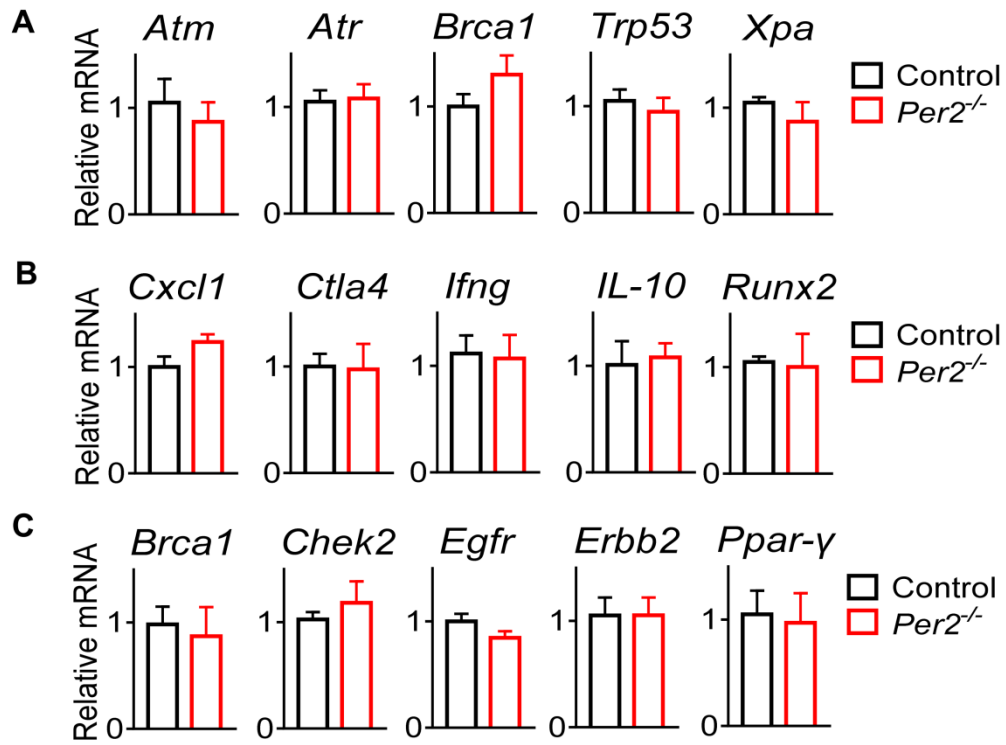 A
Atm Atr Brca1 Trp53 Xpa
Relative mRNA
1 1 1 1 1
0 0 0 0 0
Control
Per2-/-
B
Cxcl1 Ctla4 Ifng IL-10 Runx2
Relative mRNA
1 1 1 1 1
0 0 0 0 0
Control
Per2-/-
C
Brca1 Chek2 Egfr Erbb2 Ppar-γ
Relative mRNA
1 1 1 1 1
0 0 0 0 0
Control
Per2-/-